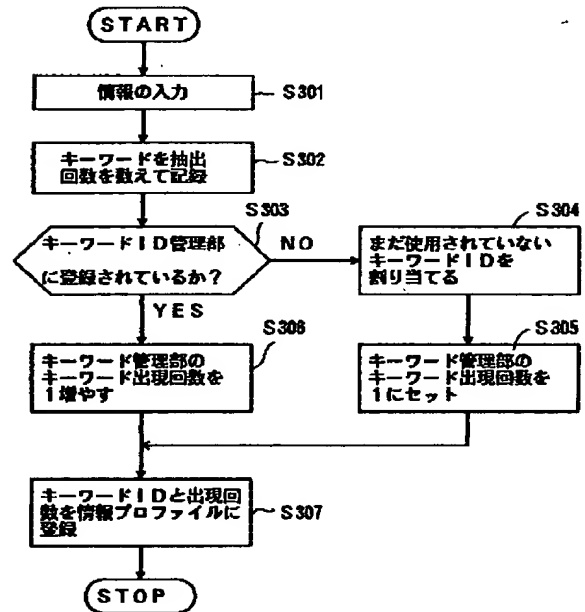 START
情報の入力
S301
キーワードを抽出
回数を数えて記録
S302
S303
キーワードID管理部
に登録されているか?
NO
YES
S304
まだ使用されていない
キーワードIDを
割り当てる
S306
キーワード管理部の
キーワード出現回数を
1増やす
S305
キーワード管理部の
キーワード出現回数を
1にセット
キーワードIDと出現回
数を情報プロファイルに
登録
S307
STOP